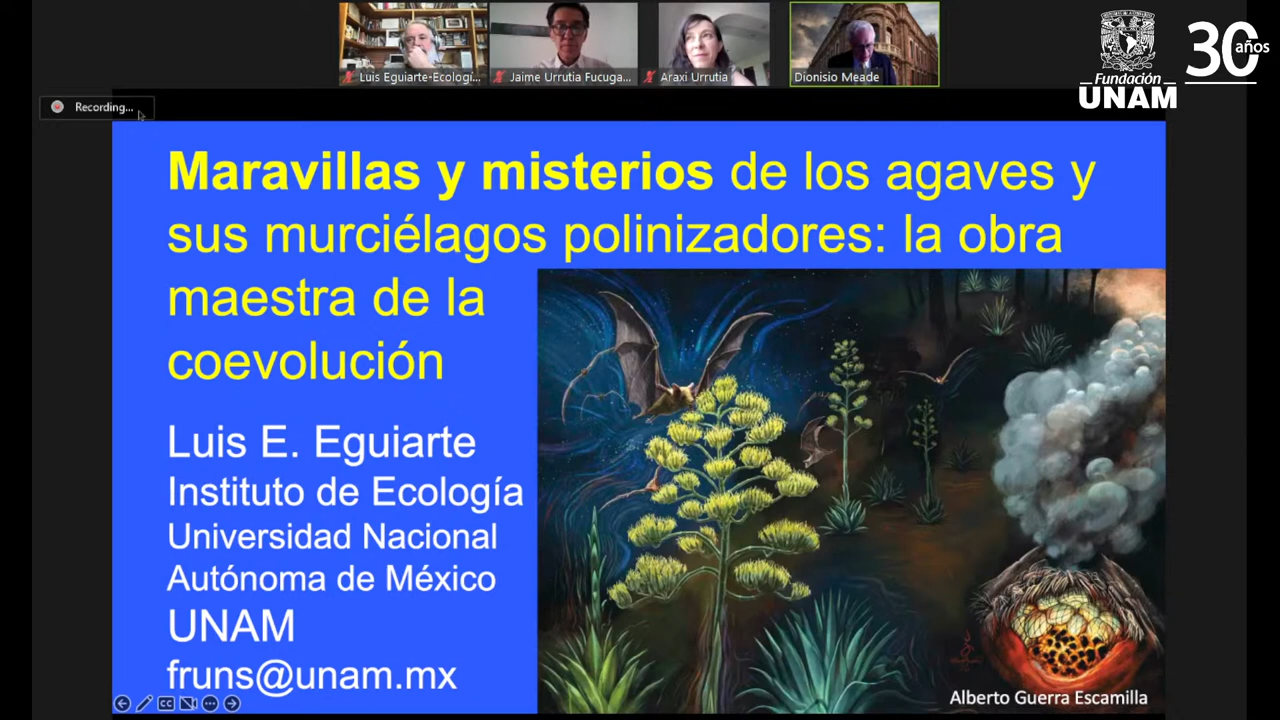 Luis Eguiarte-Ecologí...
Jaime Urrutia Fucuga...
Araxi Urrutia
Dionisio Meade
Fundación
UNAM
30 años
Recording...
Maravillas y misterios de los agaves y
sus murciélagos polinizadores: la obra
maestra de la
coevolución
Luis E. Eguiarte
Instituto de Ecología
Universidad Nacional
Autónoma de México
UNAM
fruns@unam.mx
CC
Alberto Guerra Escamilla